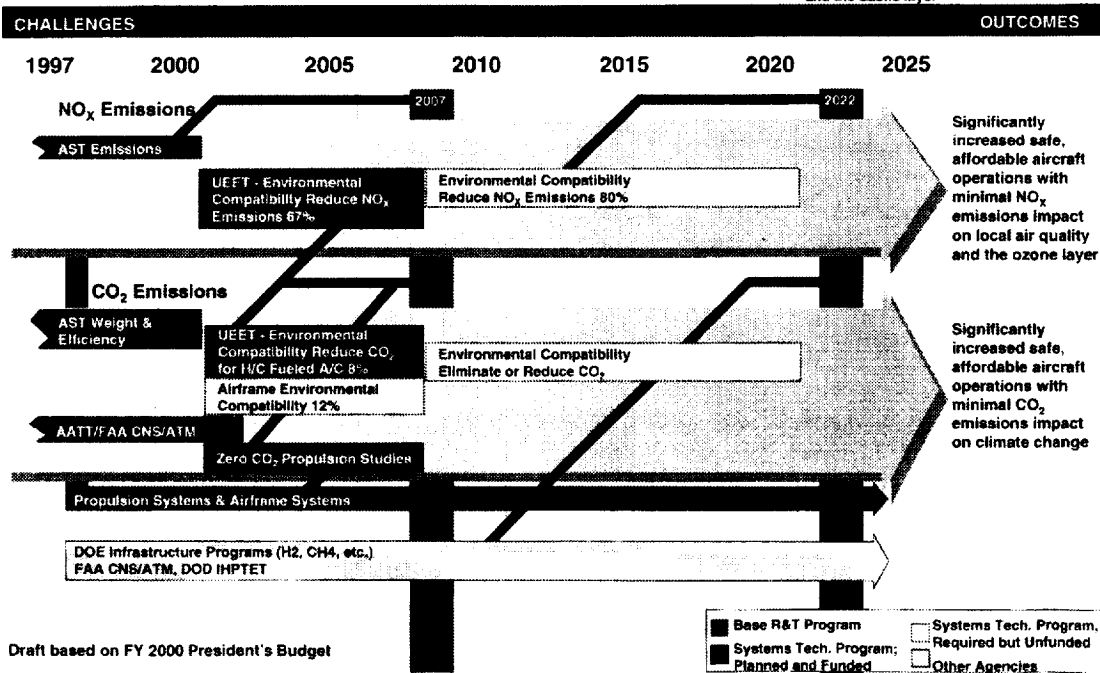 and the ozone layer
CHALLENGES
OUTCOMES
1997 2000 2005 2010 2015 2020 2025
2007
2022
NOX Emissions
AST Emissions
UEFT - Environmental
Compatibility Reduce NOX
Emissions 67%
Environmental Compatibility
Reduce NOX Emissions 80%
Significantly
increased safe,
affordable aircraft
operations with
minimal NOX
emissions impact
on local air quality
and the ozone layer
CO2 Emissions
AST Weight &
Efficiency
UEET - Environmental
Compatibility Reduce CO2
for H/C Fueled A/C 8%
Airframe Environmental
Compatibility 12%
Environmental Compatibility
Eliminate or Reduce CO2
AATT/FAA CNS/ATM
Zero CO2 Propulsion Studies
Significantly
increased safe,
affordable aircraft
operations with
minimal CO2
emissions impact
on climate change
Propulsion Systems & Airframe Systems
DOE Infrastructure Programs (H2, CH4, etc.)
FAA CNS/ATM, DOD IHPTET
Draft based on FY 2000 President's Budget
Base R&T Program
Systems Tech. Program;
Planned and Funded
Systems Tech. Program,
Required but Unfunded
Other Agencies